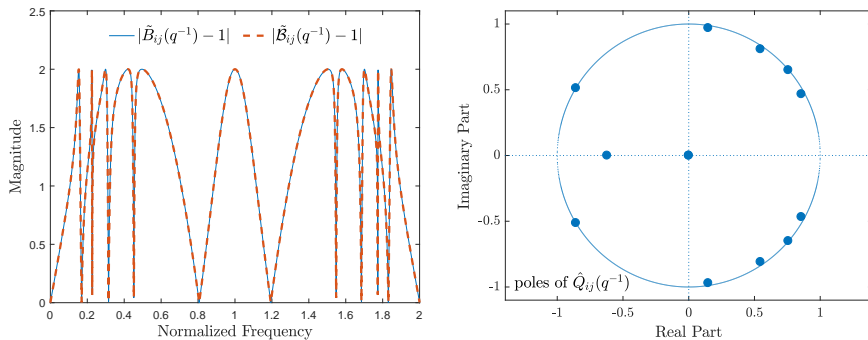 |B̃_{ij}(q^{-1}) − 1| |ℬ̃_{ij}(q^{-1}) − 1|
2.5
2
1.5
1
0.5
0
Magnitude
0 0.2 0.4 0.6 0.8 1 1.2 1.4 1.6 1.8 2
Normalized Frequency
1
0.5
0
-0.5
-1
Imaginary Part
poles of Q̂_{ij}(q^{-1})
-1 -0.5 0 0.5 1
Real Part